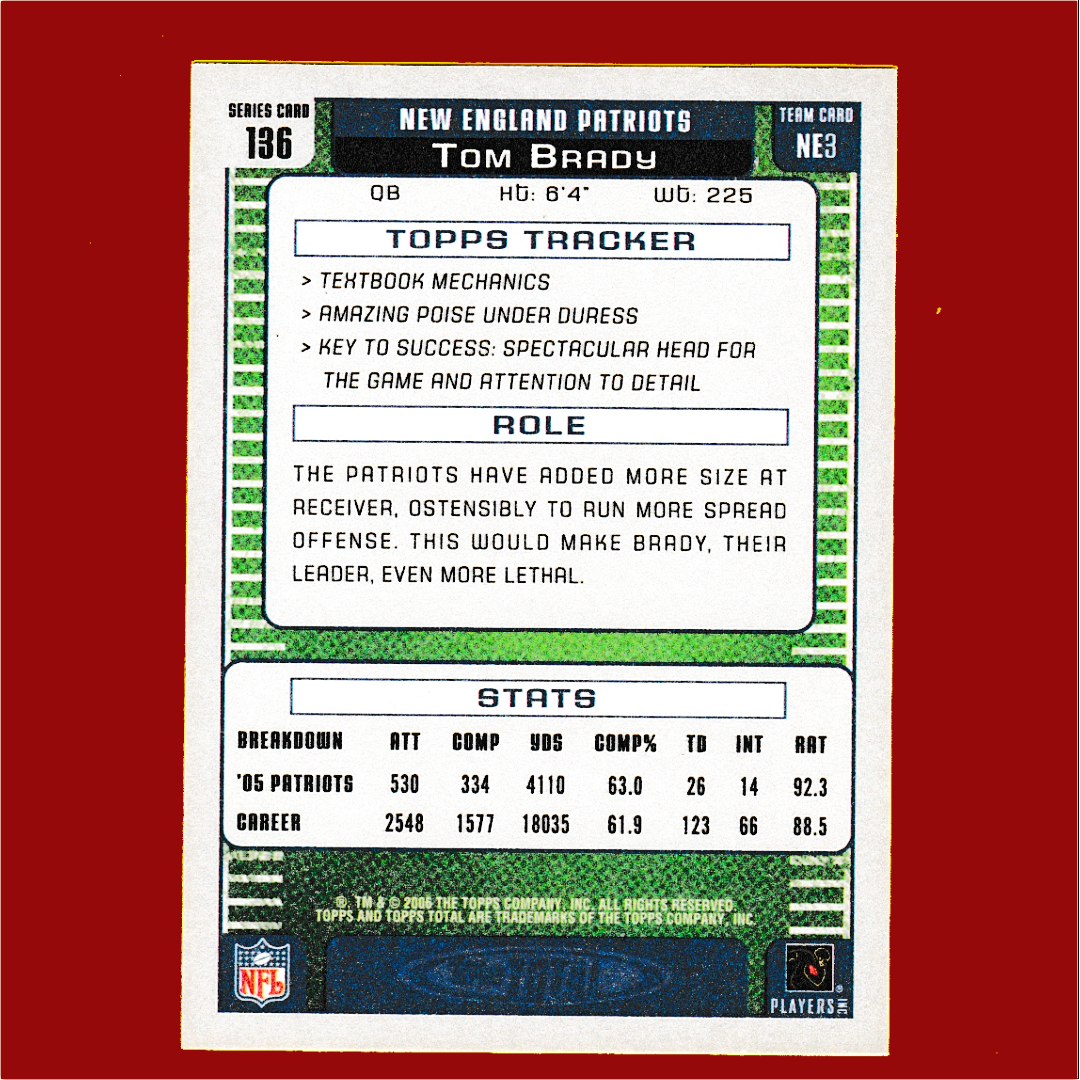 SERIES CARD
136
NEW ENGLAND PATRIOTS
TOM BRADY
TEAM CARD
NE3
QB Ht: 6'4" Wt: 225
TOPPS TRACKER
> TEXTBOOK MECHANICS
> AMAZING POISE UNDER DURESS
> KEY TO SUCCESS: SPECTACULAR HEAD FOR
THE GAME AND ATTENTION TO DETAIL
ROLE
THE PATRIOTS HAVE ADDED MORE SIZE AT
RECEIVER, OSTENSIBLY TO RUN MORE SPREAD
OFFENSE. THIS WOULD MAKE BRADY, THEIR
LEADER, EVEN MORE LETHAL.
STATS
BREAKDOWN ATT COMP YDS COMP% TD INT RAT
'05 PATRIOTS 530 334 4110 63.0 26 14 92.3
CAREER 2548 1577 18035 61.9 123 66 88.5
®, TM & © 2006 THE TOPPS COMPANY, INC. ALL RIGHTS RESERVED.
TOPPS AND TOPPS TOTAL ARE TRADEMARKS OF THE TOPPS COMPANY, INC.
NFL
PLAYERS INC